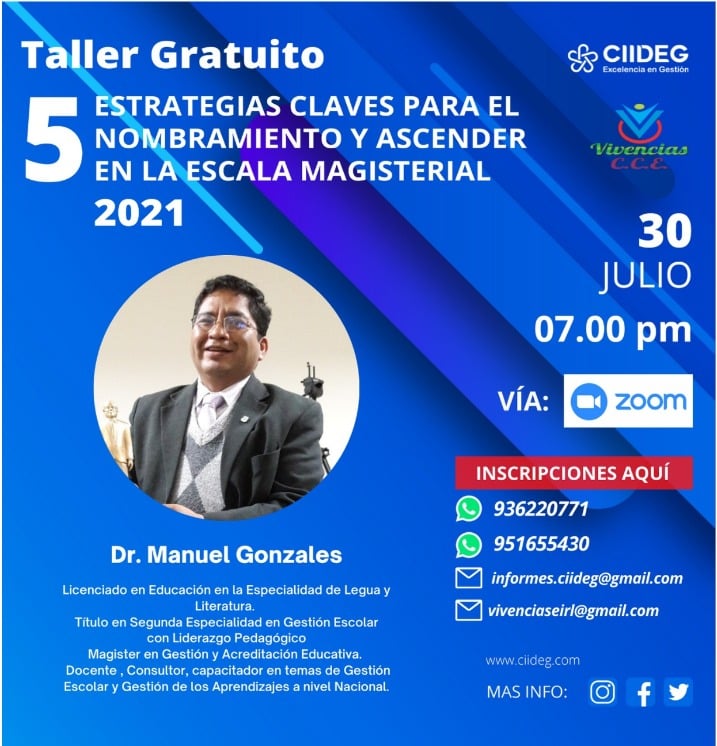 Taller Gratuito
CIIDEG
Excelencia en Gestión
5
ESTRATEGIAS CLAVES PARA EL
NOMBRAMIENTO Y ASCENDER
EN LA ESCALA MAGISTERIAL
2021
Vivencias
C.C.E.
30
JULIO
07.00 pm
VÍA:
zoom
INSCRIPCIONES AQUÍ
936220771
951655430
informes.ciideg@gmail.com
vivenciaseirl@gmail.com
Dr. Manuel Gonzales
Licenciado en Educación en la Especialidad de Legua y
Literatura.
Título en Segunda Especialidad en Gestión Escolar
con Liderazgo Pedagógico
Magister en Gestión y Acreditación Educativa.
Docente , Consultor, capacitador en temas de Gestión
Escolar y Gestión de los Aprendizajes a nivel Nacional.
www.ciideg.com
MAS INFO: